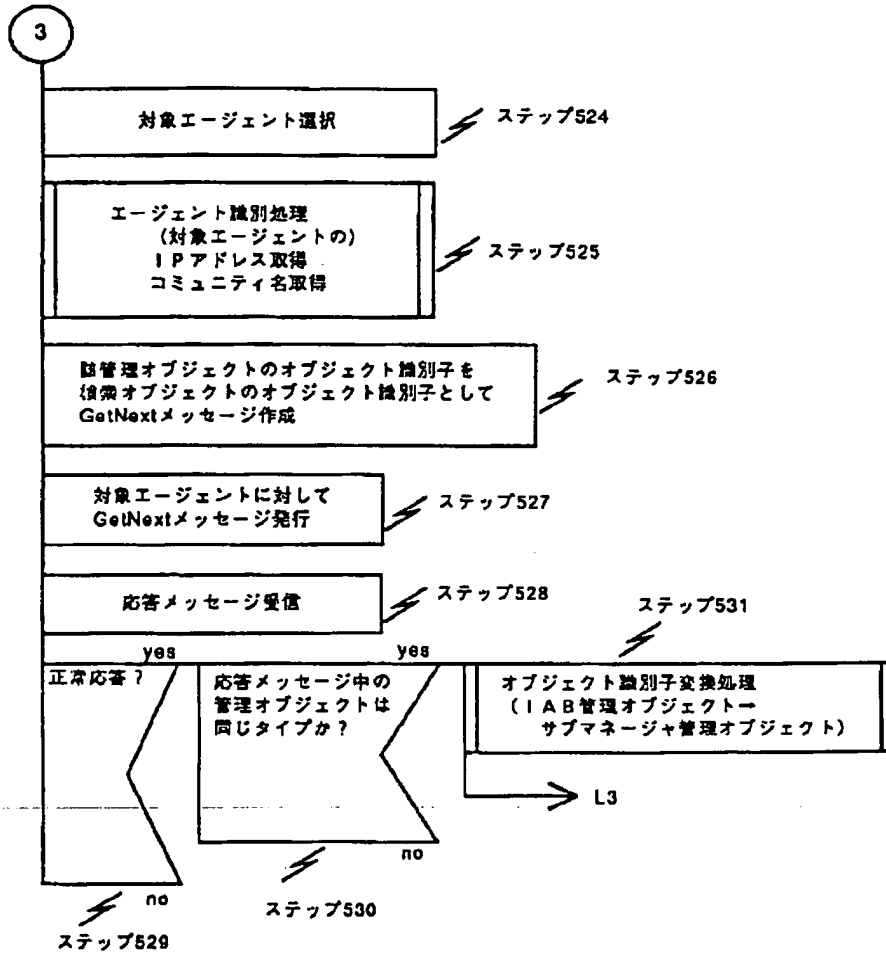 3
対象エージェント選択
ステップ524
エージェント識別処理
(対象エージェントの)
IPアドレス取得
コミュニティ名取得
ステップ525
該管理オブジェクトのオブジェクト識別子を
検索オブジェクトのオブジェクト識別子として
GetNextメッセージ作成
ステップ526
対象エージェントに対して
GetNextメッセージ発行
ステップ527
応答メッセージ受信
ステップ528
ステップ531
yes
yes
正常応答?
応答メッセージ中の
管理オブジェクトは
同じタイプか?
オブジェクト識別子変換処理
(IAB管理オブジェクト→
サブマネージャ管理オブジェクト)
L3
no
no
ステップ530
ステップ529